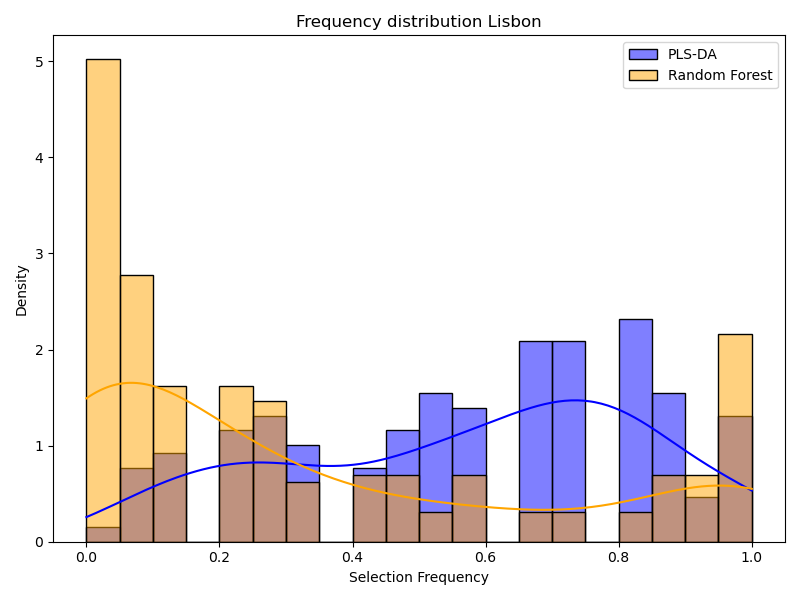 Frequency distribution Lisbon
PLS-DA
Random Forest
5
4
3
2
1
0
Density
0.0 0.2 0.4 0.6 0.8 1.0
Selection Frequency